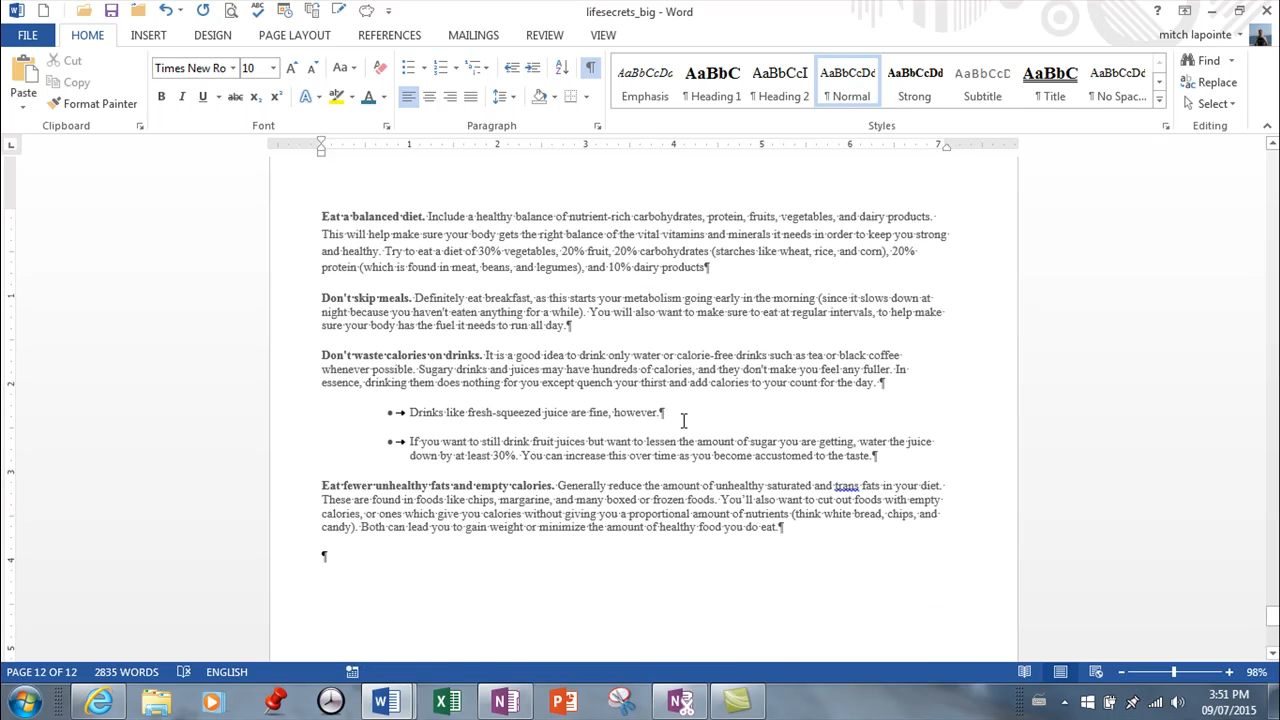 lifesecrets_big - Word
FILE HOME INSERT DESIGN PAGE LAYOUT REFERENCES MAILINGS REVIEW VIEW
mitch lapointe
Paste
Cut
Copy
Format Painter
Clipboard
Times New Ro 10
Aa
B I U abc x₂ x²
A ab A
Font
Paragraph
AaBbCcDc AaBbC AaBbCcI AaBbCcDd AaBbCcDd AaBbCcD AaBbC AaBbCcDd
Emphasis ¶ Heading 1 ¶ Heading 2 ¶ Normal Strong Subtitle ¶ Title ¶ No Spac...
Styles
Find
Replace
Select
Editing
1 2 3 4 5 6 7
Eat a balanced diet. Include a healthy balance of nutrient-rich carbohydrates, protein, fruits, vegetables, and dairy products.
This will help make sure your body gets the right balance of the vital vitamins and minerals it needs in order to keep you strong
and healthy. Try to eat a diet of 30% vegetables, 20% fruit, 20% carbohydrates (starches like wheat, rice, and corn), 20%
protein (which is found in meat, beans, and legumes), and 10% dairy products¶
Don't skip meals. Definitely eat breakfast, as this starts your metabolism going early in the morning (since it slows down at
night because you haven't eaten anything for a while). You will also want to make sure to eat at regular intervals, to help make
sure your body has the fuel it needs to run all day.¶
Don't waste calories on drinks. It is a good idea to drink only water or calorie-free drinks such as tea or black coffee
whenever possible. Sugary drinks and juices may have hundreds of calories, and they don't make you feel any fuller. In
essence, drinking them does nothing for you except quench your thirst and add calories to your count for the day. ¶
• → Drinks like fresh-squeezed juice are fine, however.¶
• → If you want to still drink fruit juices but want to lessen the amount of sugar you are getting, water the juice
down by at least 30%. You can increase this over time as you become accustomed to the taste.¶
Eat fewer unhealthy fats and empty calories. Generally reduce the amount of unhealthy saturated and trans fats in your diet.
These are found in foods like chips, margarine, and many boxed or frozen foods. You'll also want to cut out foods with empty
calories, or ones which give you calories without giving you a proportional amount of nutrients (think white bread, chips, and
candy). Both can lead you to gain weight or minimize the amount of healthy food you do eat.¶
¶
1
2
3
4
5
PAGE 12 OF 12 2835 WORDS ENGLISH
98%
3:51 PM
09/07/2015